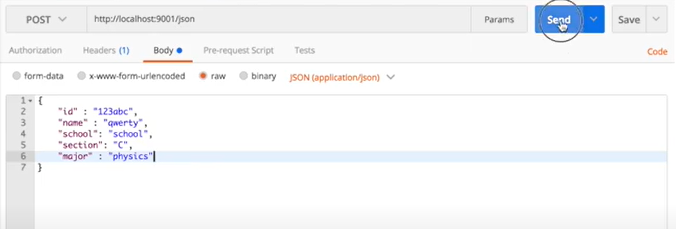 POST http://localhost:9001/json Params Send Save
Authorization Headers (1) Body Pre-request Script Tests Code
form-data x-www-form-urlencoded raw binary JSON (application/json)
1 {
2 "id" : "123abc",
3 "name" : "qwerty",
4 "school": "school",
5 "section": "C",
6 "major" : "physics"
7 }